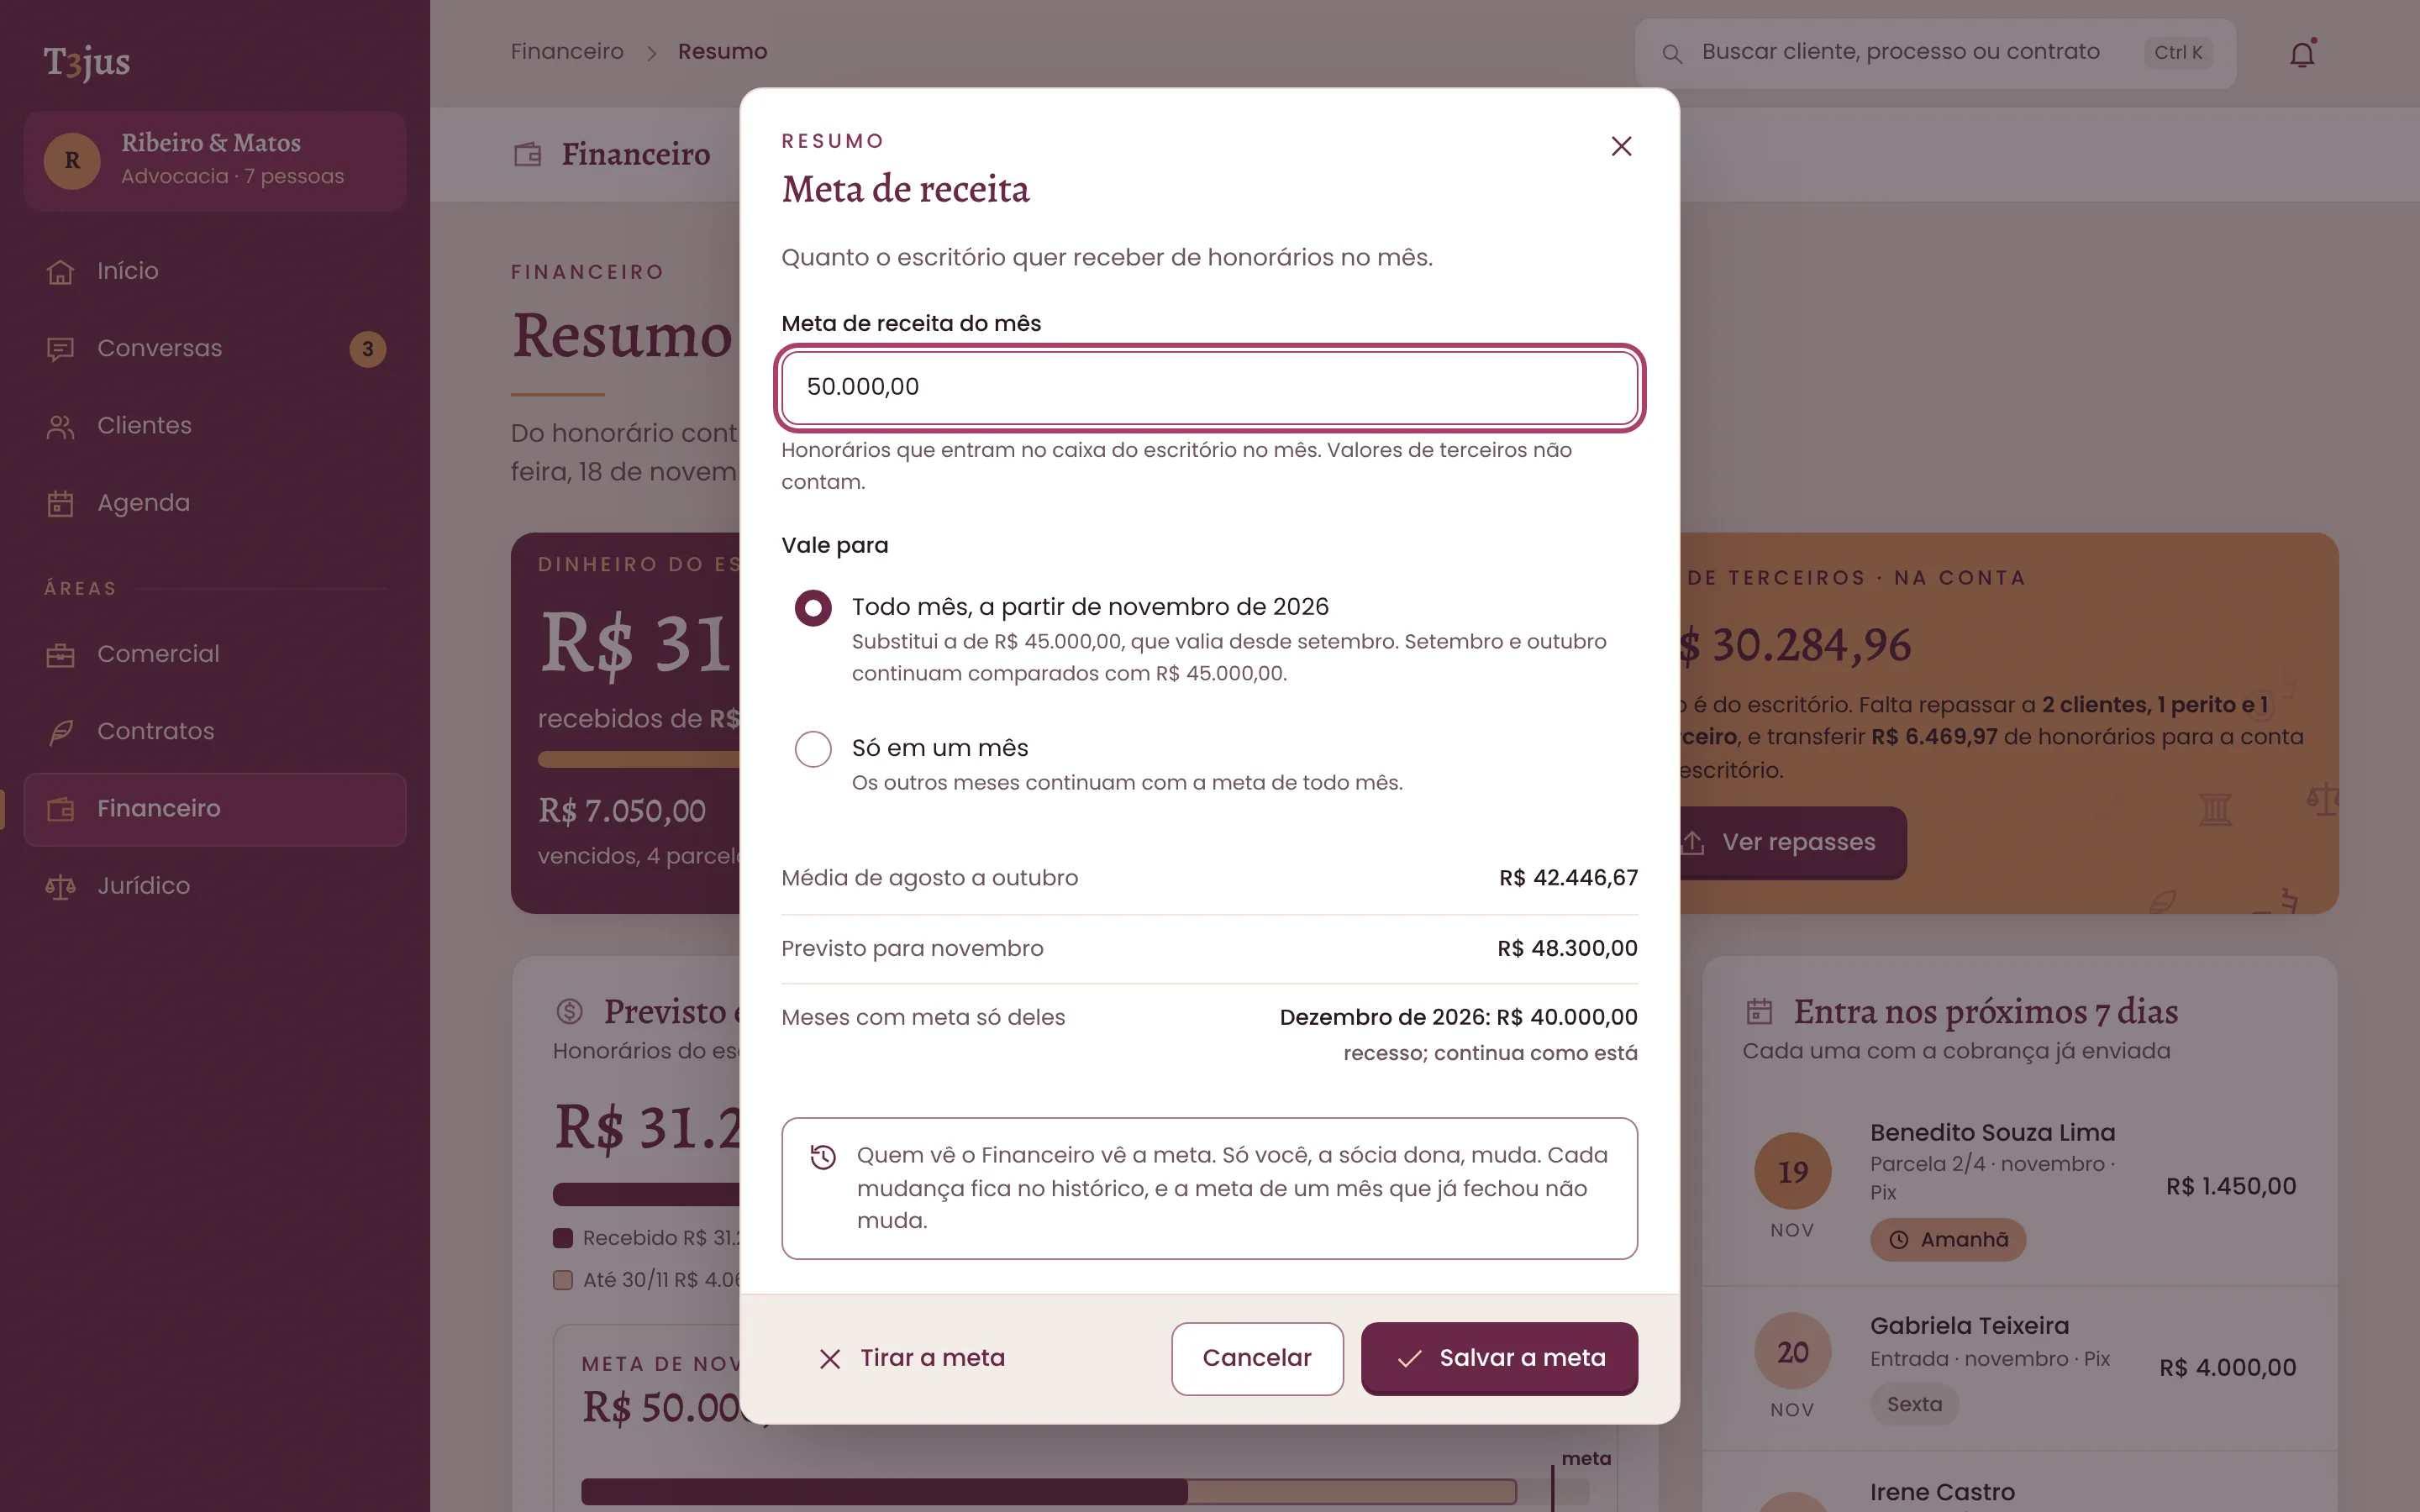 T3jus
R
Ribeiro & Matos
Advocacia · 7 pessoas
Início
Conversas
3
Clientes
Agenda
ÁREAS
Comercial
Contratos
Financeiro
Jurídico
Financeiro
Resumo
Buscar cliente, processo ou contrato
Ctrl K
Financeiro
FINANCEIRO
Resumo
Do honorário cont
feira, 18 de novem
DINHEIRO DO ES
R$ 31
recebidos de R$
R$ 7.050,00
vencidos, 4 parcel
DE TERCEIROS · NA CONTA
$ 30.284,96
é do escritório. Falta repassar a 2 clientes, 1 perito e 1
ceiro, e transferir R$ 6.469,97 de honorários para a conta
escritório.
Ver repasses
Previsto
Honorários do es
R$ 31.2
Recebido R$ 31.
Até 30/11 R$ 4.0
META DE NOV
R$ 50.00
meta
Entra nos próximos 7 dias
Cada uma com a cobrança já enviada
19
NOV
Benedito Souza Lima
Parcela 2/4 · novembro ·
Pix
R$ 1.450,00
Amanhã
20
NOV
Gabriela Teixeira
Entrada · novembro · Pix
R$ 4.000,00
Sexta
Irene Castro
RESUMO
Meta de receita
Quanto o escritório quer receber de honorários no mês.
Meta de receita do mês
50.000,00
Honorários que entram no caixa do escritório no mês. Valores de terceiros não
contam.
Vale para
Todo mês, a partir de novembro de 2026
Substitui a de R$ 45.000,00, que valia desde setembro. Setembro e outubro
continuam comparados com R$ 45.000,00.
Só em um mês
Os outros meses continuam com a meta de todo mês.
Média de agosto a outubro
R$ 42.446,67
Previsto para novembro
R$ 48.300,00
Meses com meta só deles
Dezembro de 2026: R$ 40.000,00
recesso; continua como está
Quem vê o Financeiro vê a meta. Só você, a sócia dona, muda. Cada
mudança fica no histórico, e a meta de um mês que já fechou não
muda.
Tirar a meta
Cancelar
Salvar a meta